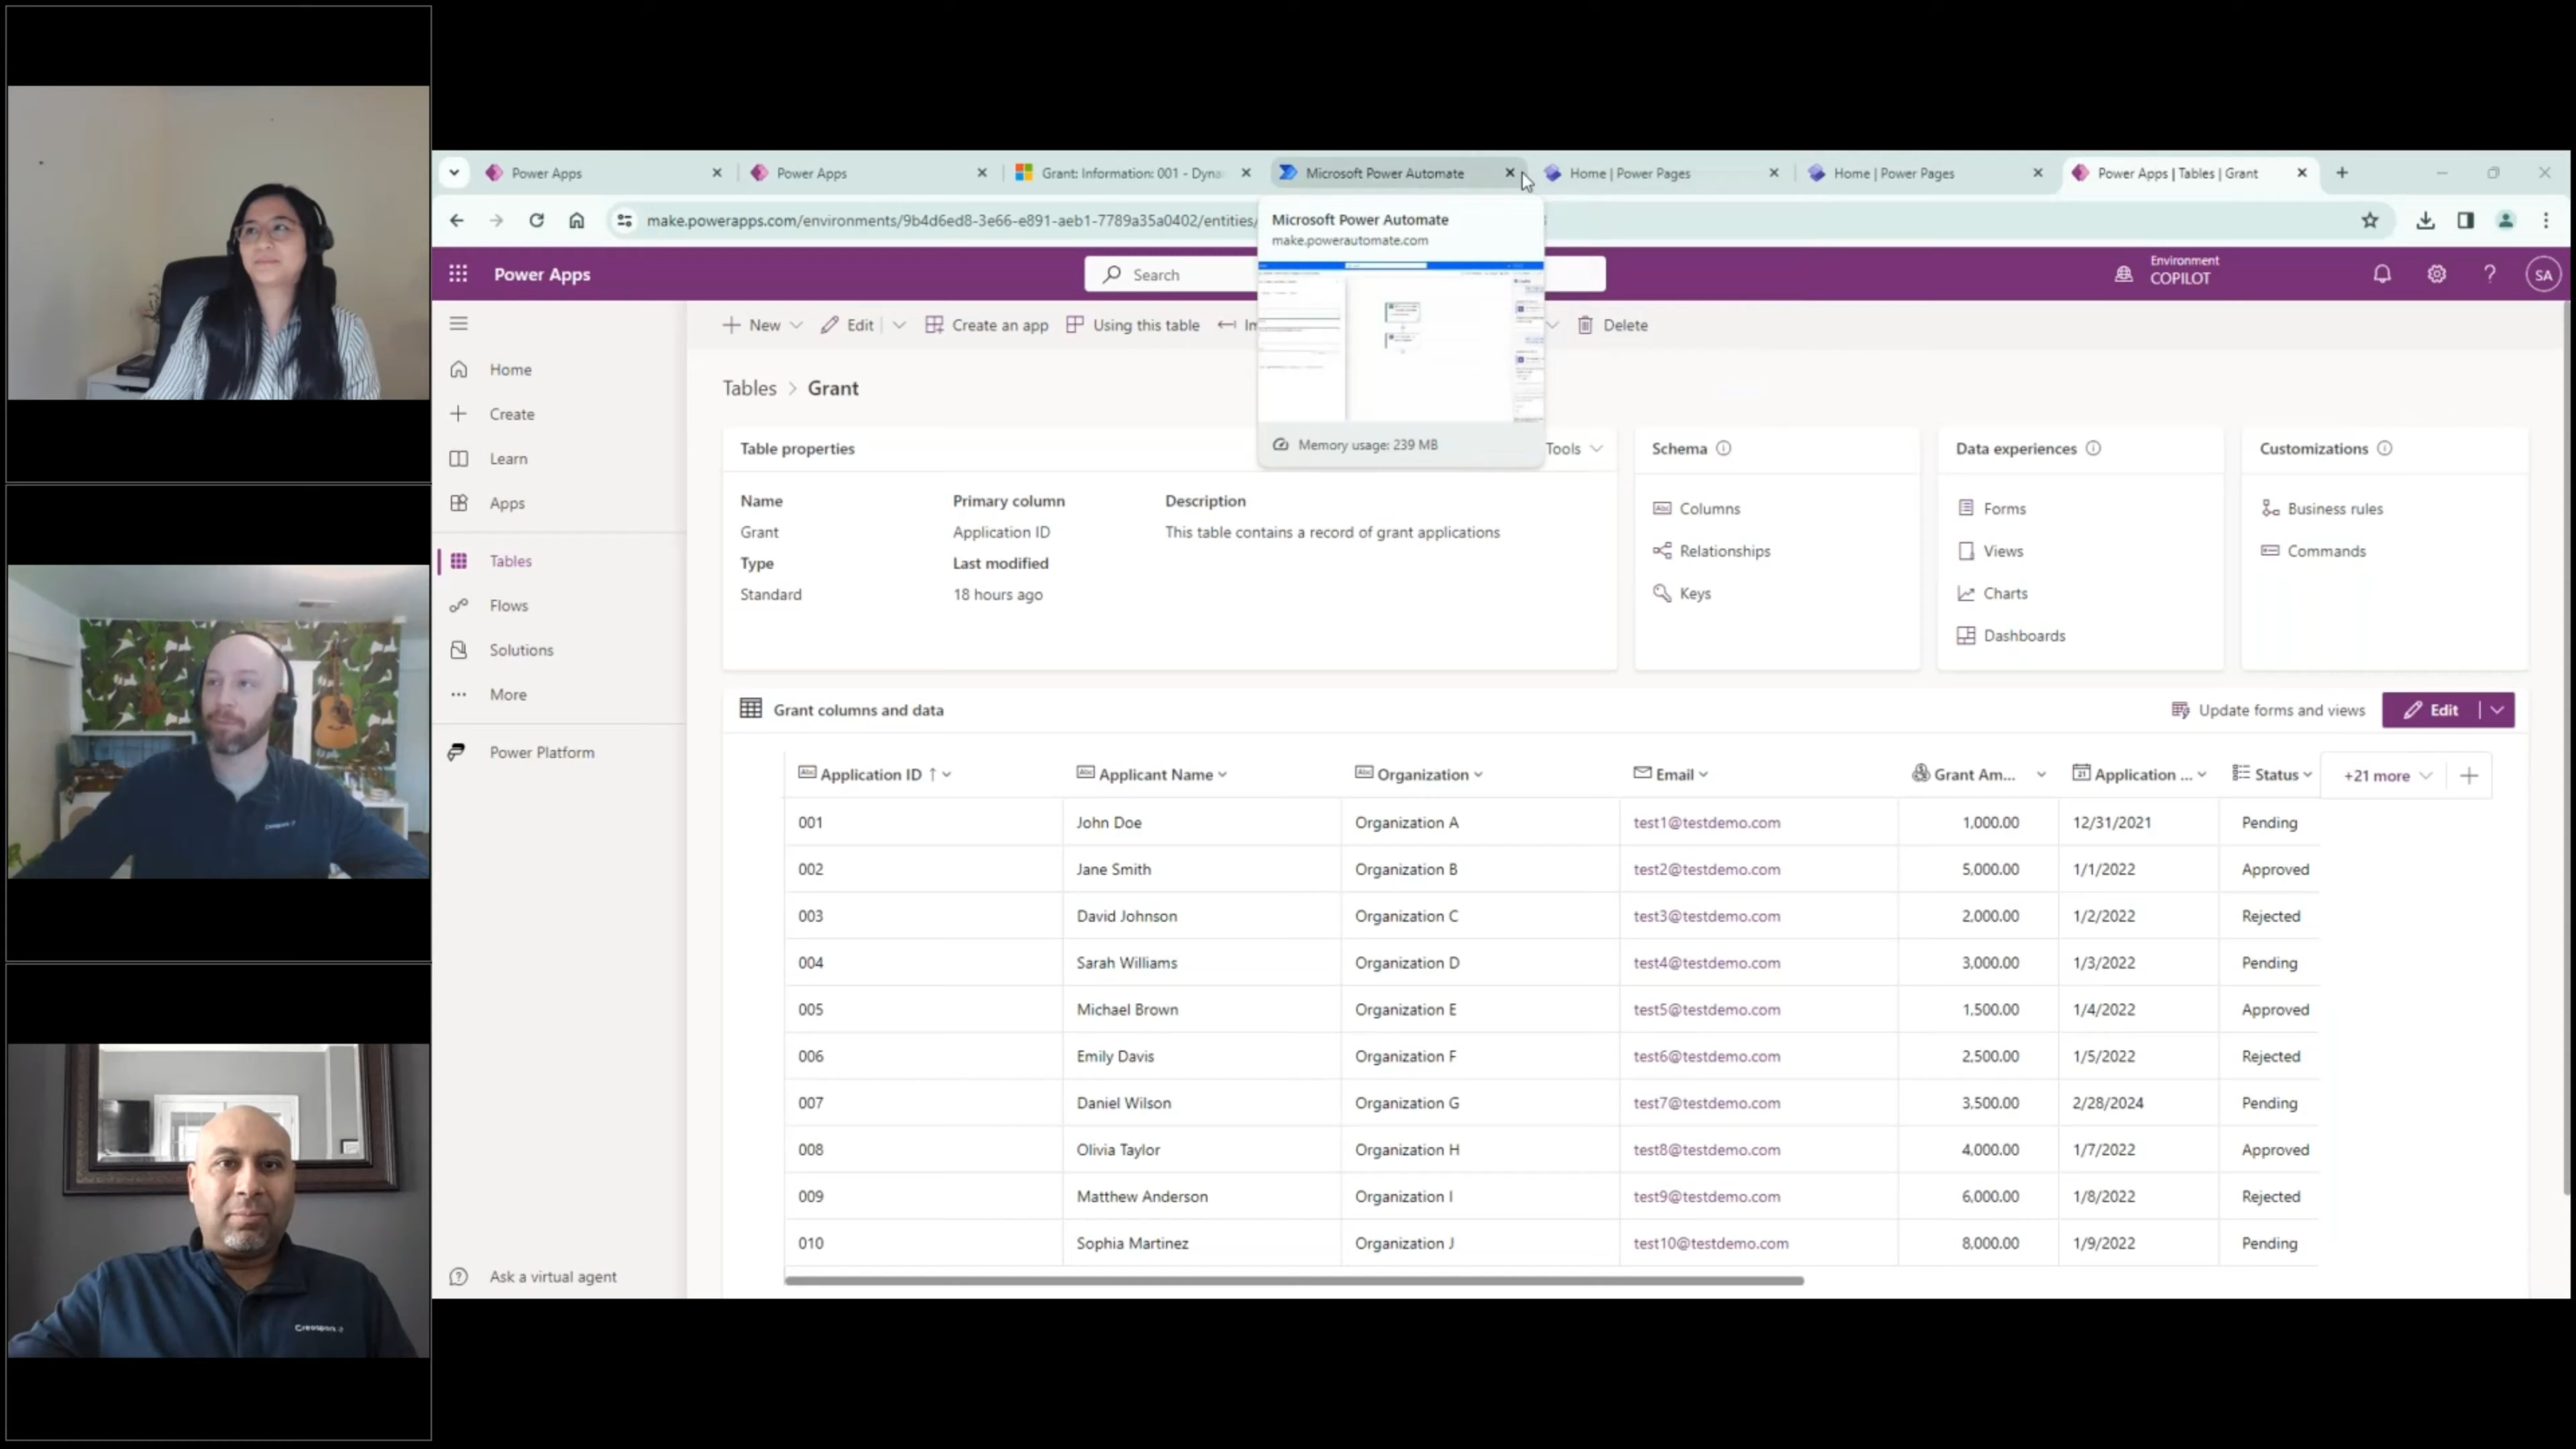 Power Apps
Power Apps
Grant: Information: 001 - Dyna
Microsoft Power Automate
Home | Power Pages
Home | Power Pages
Power Apps | Tables | Grant
make.powerapps.com/environments/9b4d6ed8-3e66-e891-aeb1-7789a35a0402/entities/
Microsoft Power Automate
make.powerautomate.com
Memory usage: 239 MB
Power Apps
Search
Environment
COPILOT
SA
New
Edit
Create an app
Using this table
Im
Delete
Home
Create
Learn
Apps
Tables
Flows
Solutions
More
Power Platform
Ask a virtual agent
Tables > Grant
Table properties
Tools
Name
Primary column
Description
Grant
Application ID
This table contains a record of grant applications
Type
Last modified
Standard
18 hours ago
Schema
Columns
Relationships
Keys
Data experiences
Forms
Views
Charts
Dashboards
Customizations
Business rules
Commands
Grant columns and data
Update forms and views
Edit
Application ID ↑ Applicant Name Organization Email Grant Am... Application ... Status +21 more
001 John Doe Organization A test1@testdemo.com 1,000.00 12/31/2021 Pending
002 Jane Smith Organization B test2@testdemo.com 5,000.00 1/1/2022 Approved
003 David Johnson Organization C test3@testdemo.com 2,000.00 1/2/2022 Rejected
004 Sarah Williams Organization D test4@testdemo.com 3,000.00 1/3/2022 Pending
005 Michael Brown Organization E test5@testdemo.com 1,500.00 1/4/2022 Approved
006 Emily Davis Organization F test6@testdemo.com 2,500.00 1/5/2022 Rejected
007 Daniel Wilson Organization G test7@testdemo.com 3,500.00 2/28/2024 Pending
008 Olivia Taylor Organization H test8@testdemo.com 4,000.00 1/7/2022 Approved
009 Matthew Anderson Organization I test9@testdemo.com 6,000.00 1/8/2022 Rejected
010 Sophia Martinez Organization J test10@testdemo.com 8,000.00 1/9/2022 Pending